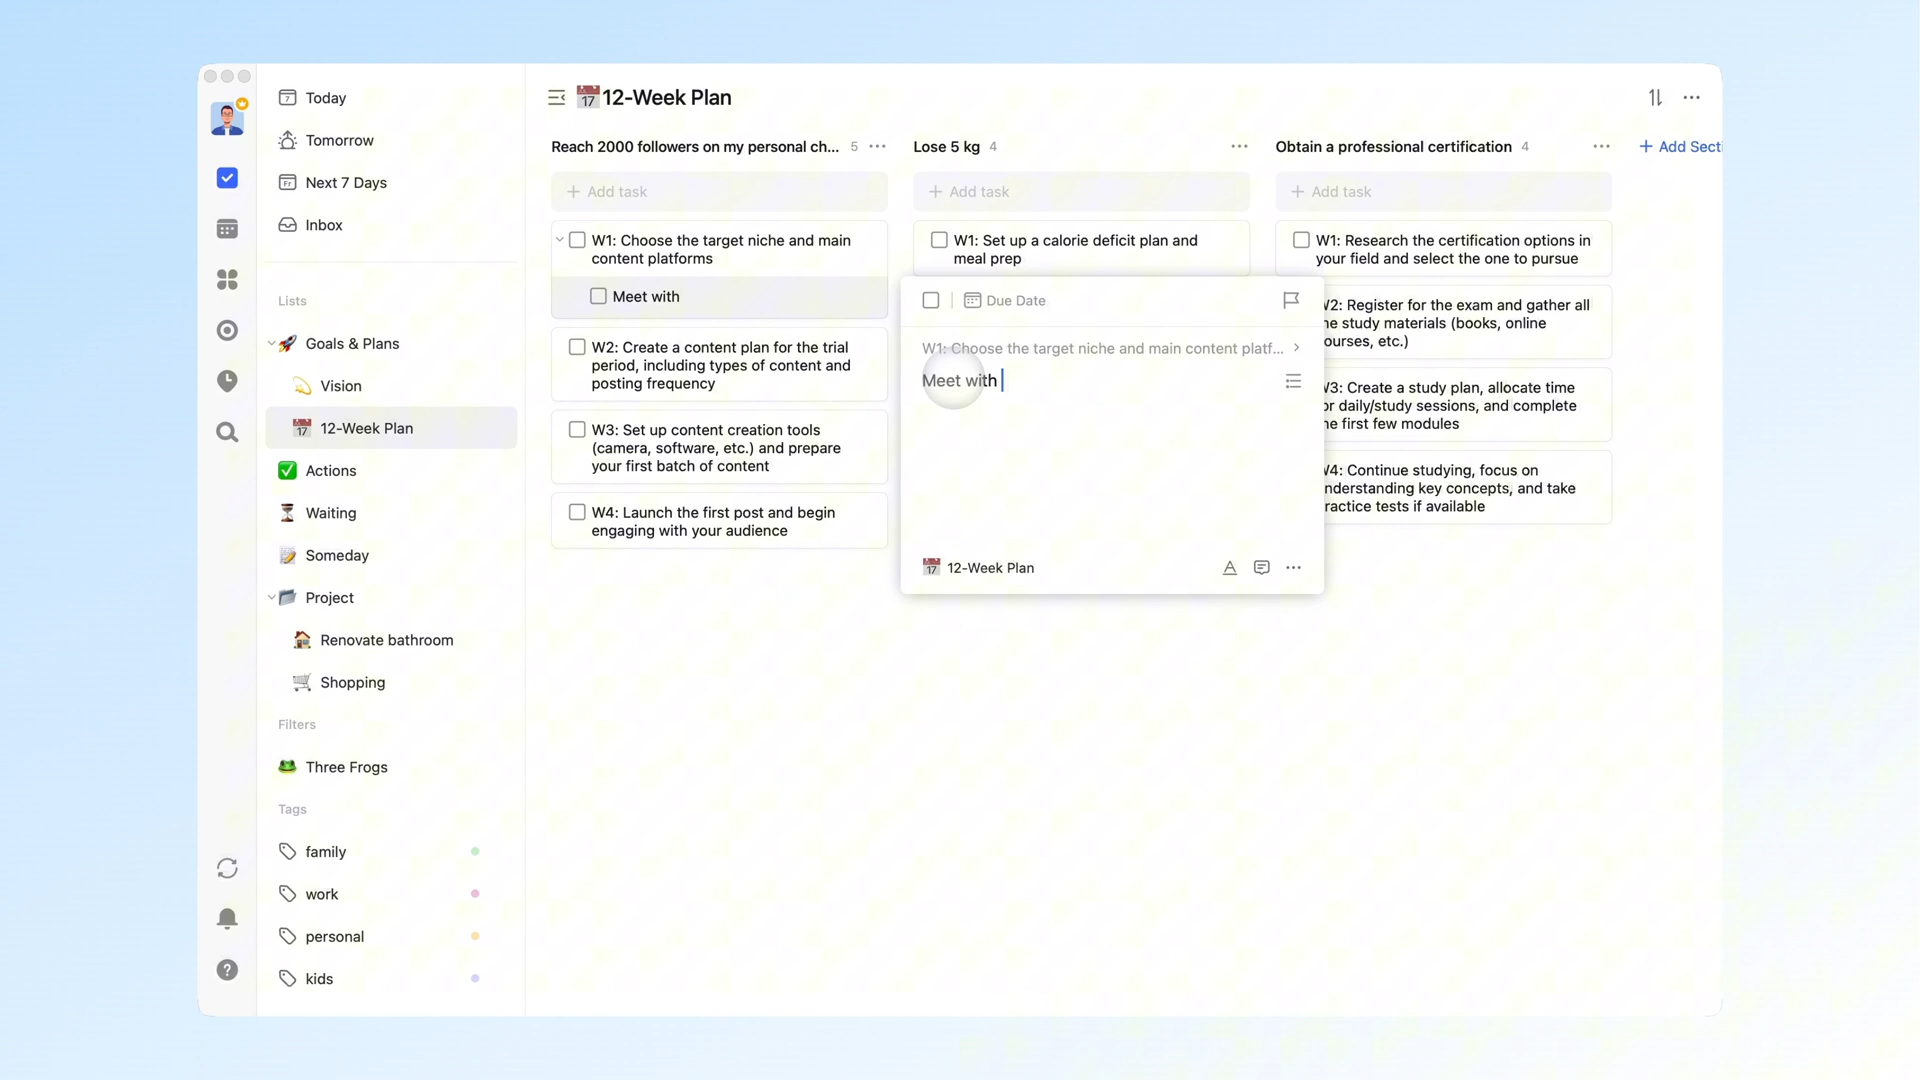 Today
Tomorrow
Next 7 Days
Inbox
Lists
Goals & Plans
Vision
12-Week Plan
Actions
Waiting
Someday
Project
Renovate bathroom
Shopping
Filters
Three Frogs
Tags
family
work
personal
kids
12-Week Plan
Reach 2000 followers on my personal ch... 5
Add task
W1: Choose the target niche and main
content platforms
Meet with
W2: Create a content plan for the trial
period, including types of content and
posting frequency
W3: Set up content creation tools
(camera, software, etc.) and prepare
your first batch of content
W4: Launch the first post and begin
engaging with your audience
Lose 5 kg 4
Add task
W1: Set up a calorie deficit plan and
meal prep
Due Date
W1: Choose the target niche and main content platf...
Meet with
12-Week Plan
Obtain a professional certification 4
Add task
W1: Research the certification options in
your field and select the one to pursue
W2: Register for the exam and gather all
he study materials (books, online
ourses, etc.)
W3: Create a study plan, allocate time
or daily/study sessions, and complete
he first few modules
W4: Continue studying, focus on
nderstanding key concepts, and take
ractice tests if available
+ Add Secti